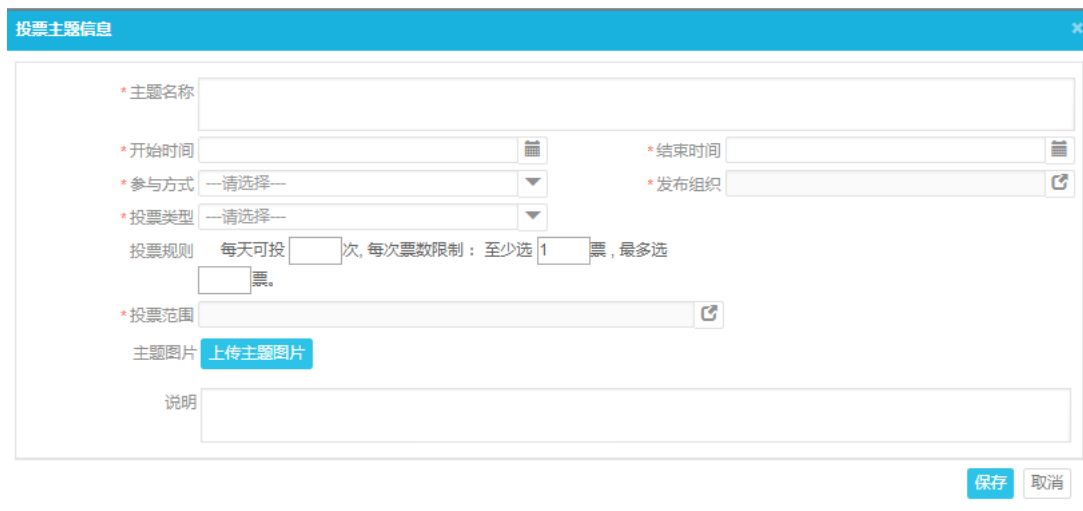 投票主题信息 ×
*主题名称
*开始时间 *结束时间
*参与方式 ---请选择--- *发布组织
*投票类型 ---请选择---
投票规则 每天可投 次, 每次票数限制： 至少选 1 票 , 最多选
票。
*投票范围
主题图片 上传主题图片
说明
保存 取消